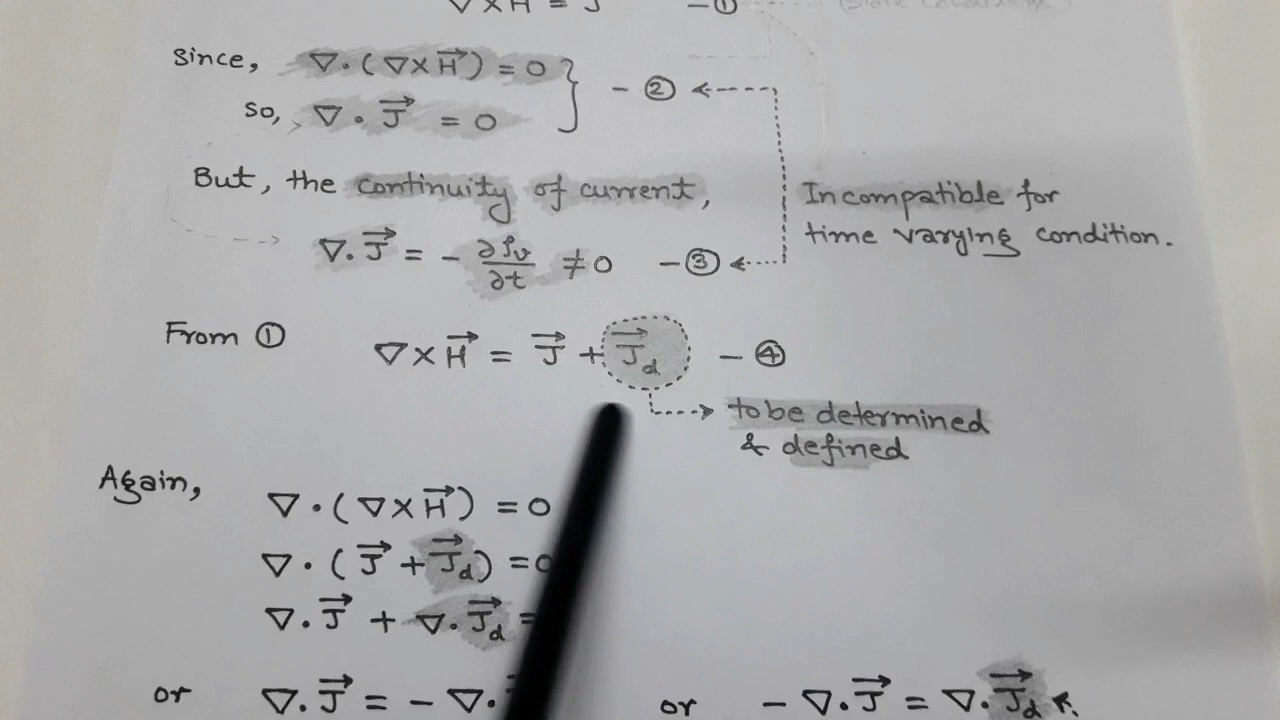 ∇×H⃗ = J⃗ -①
Since, ∇·(∇×H⃗) = 0
so, ∇·J⃗ = 0 -②
But, the continuity of current,
∇·J⃗ = -∂ρᵥ/∂t ≠ 0 -③
Incompatible for
time varying condition.
From ① ∇×H⃗ = J⃗ + J⃗d -④
to be determined
& defined
Again,
∇·(∇×H⃗) = 0
∇·(J⃗ + J⃗d) = 0
∇·J⃗ + ∇·J⃗d =
or ∇·J⃗ = -∇·
or -∇·J⃗ = ∇·J⃗d